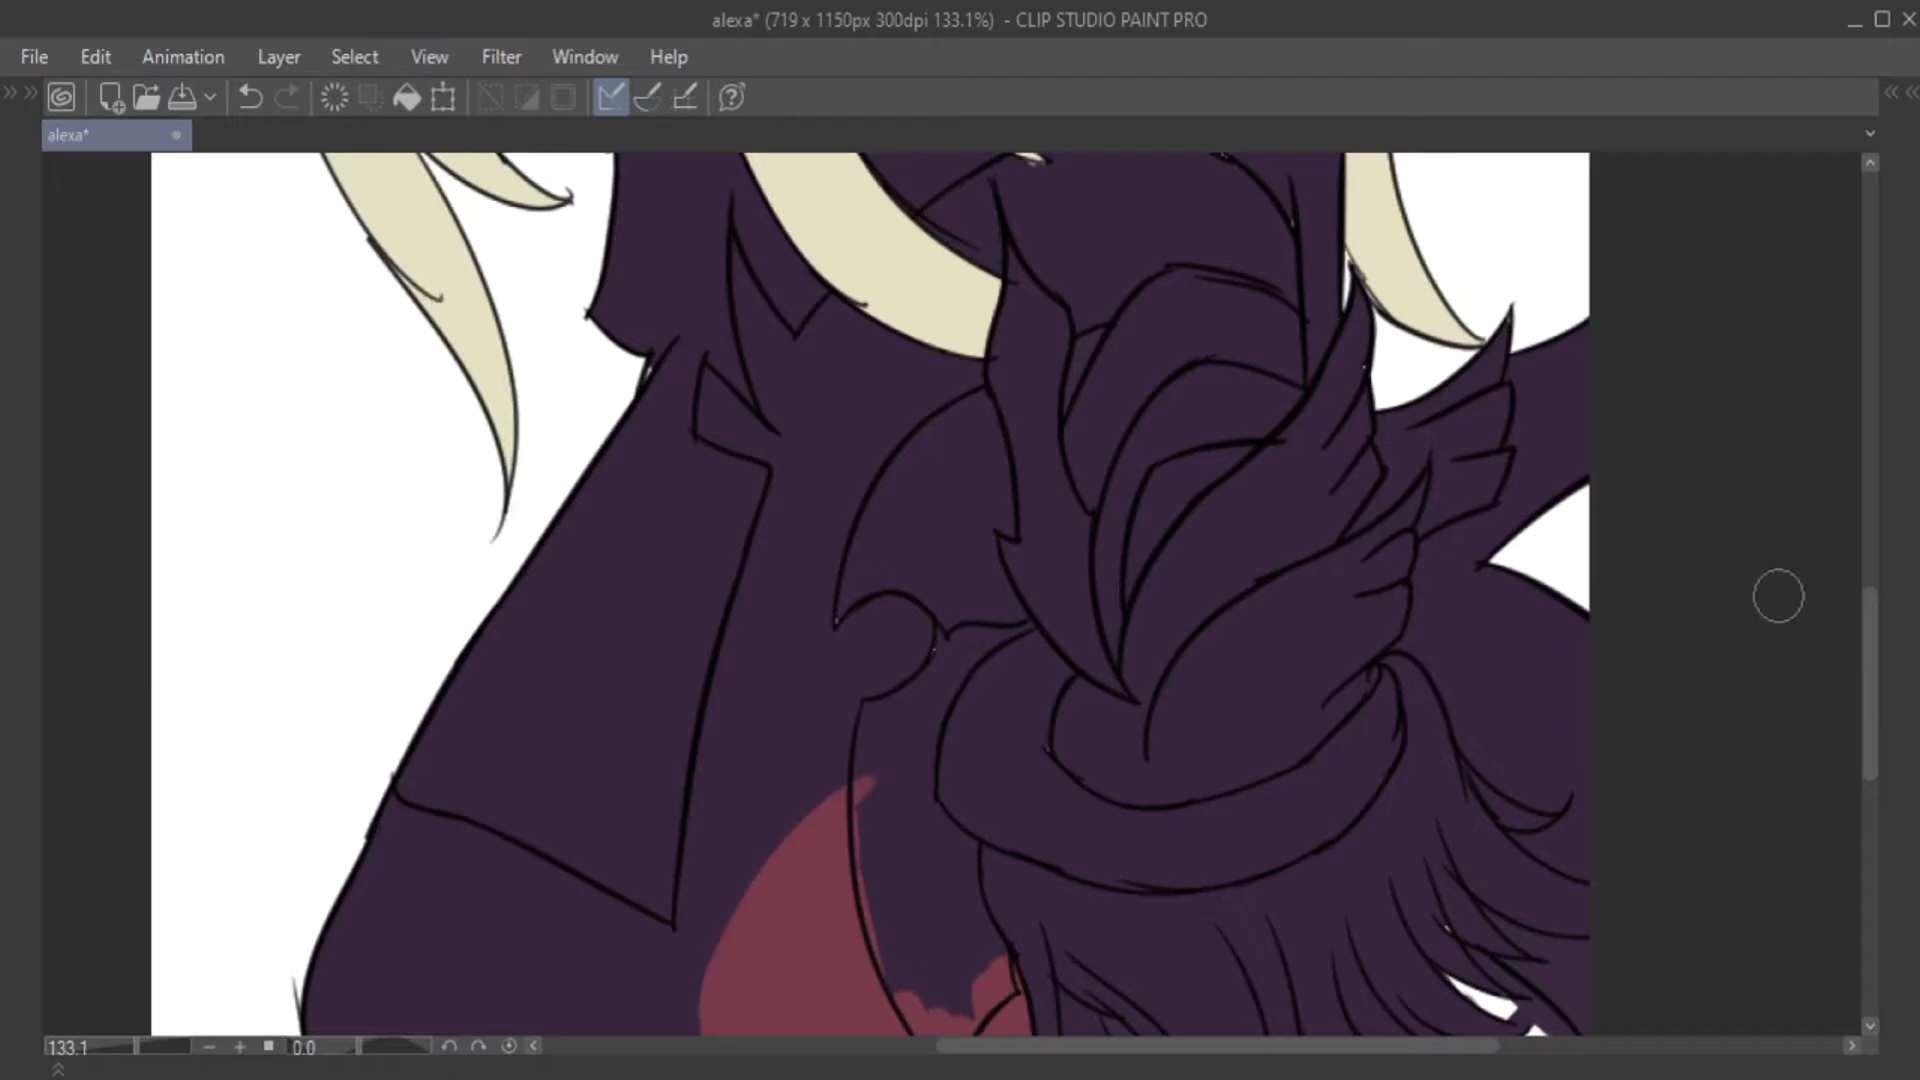 alexa* (719 x 1150px 300dpi 133.1%) - CLIP STUDIO PAINT PRO
File Edit Animation Layer Select View Filter Window Help
alexa*
133.1 0.0